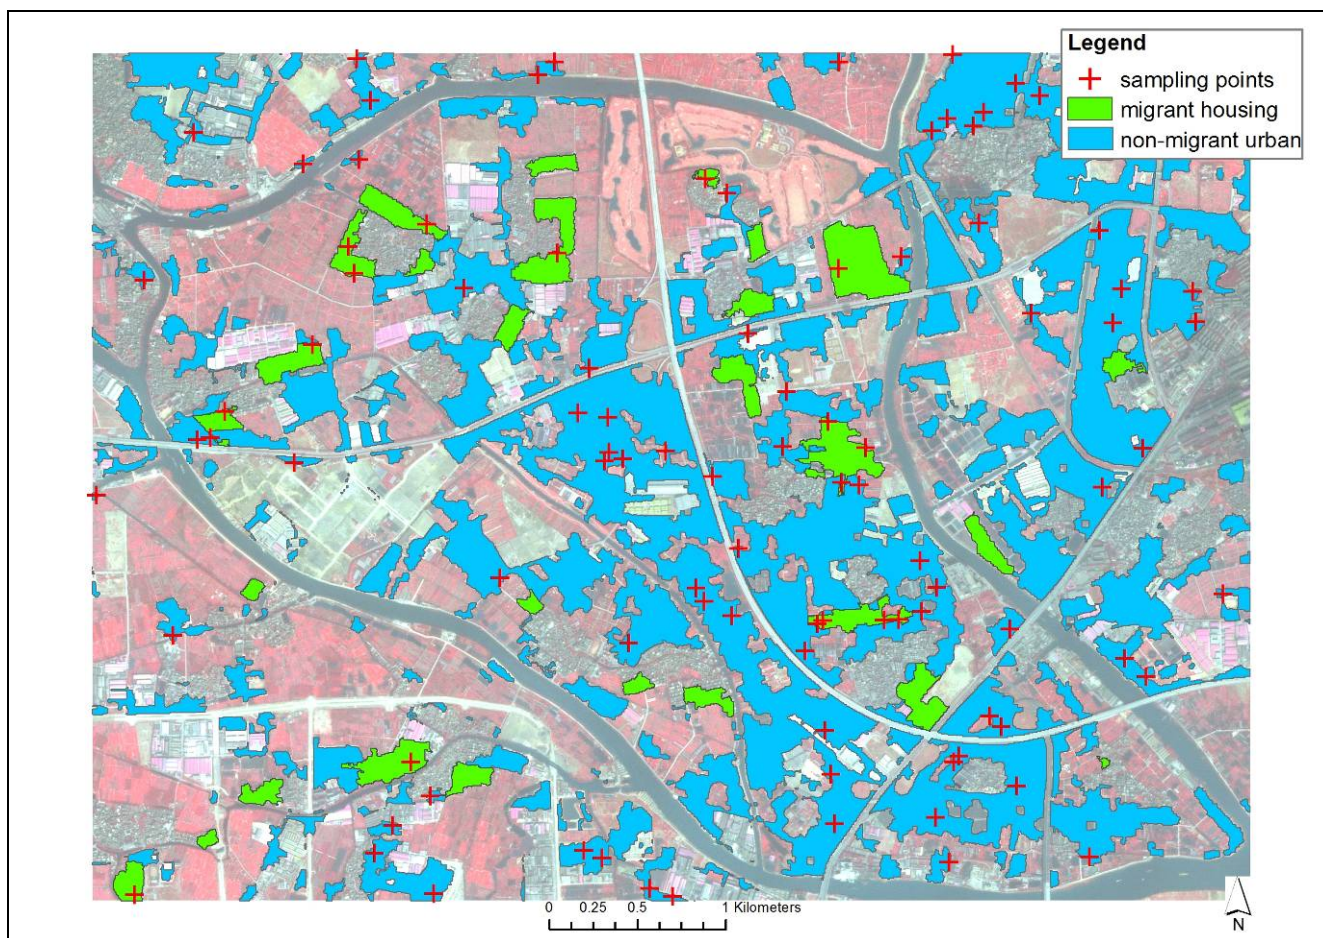 Legend
sampling points
migrant housing
non-migrant urban
0 0.25 0.5 1 Kilometers
N